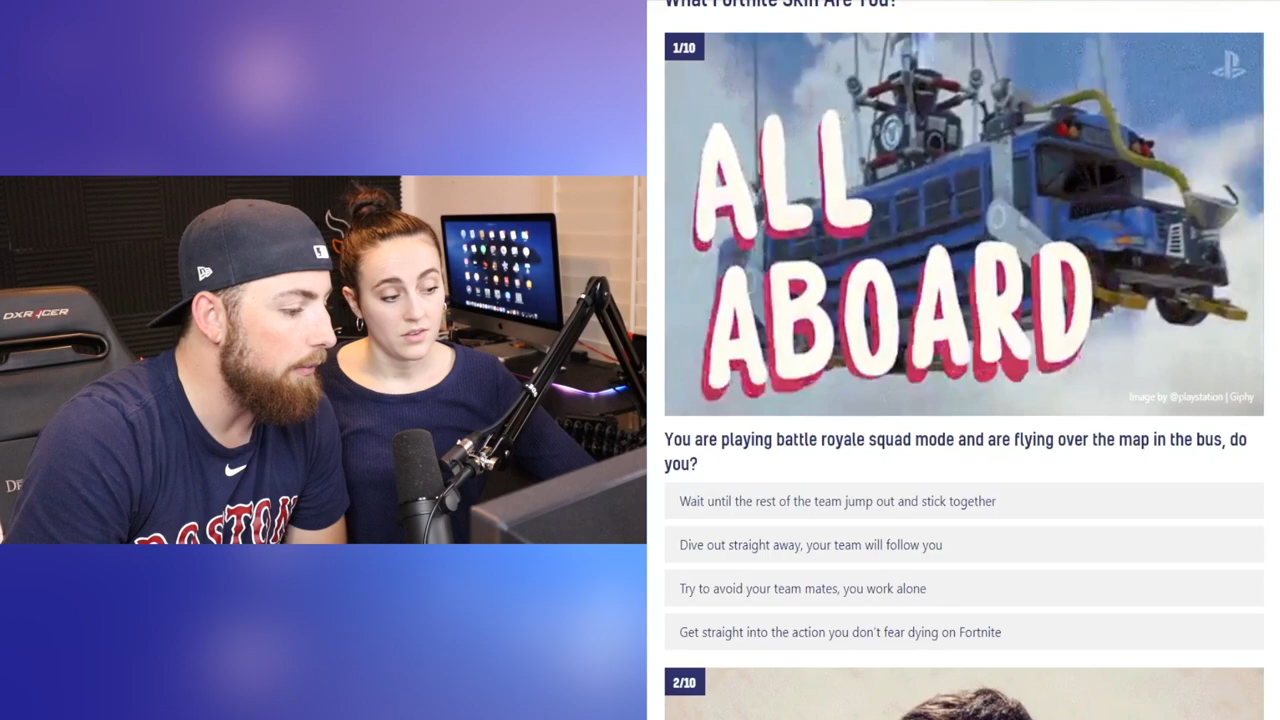 What Fortnite Skin Are You?
1/10
ALL
ABOARD
Image by @playstation | Giphy
You are playing battle royale squad mode and are flying over the map in the bus, do
you?
Wait until the rest of the team jump out and stick together
Dive out straight away, your team will follow you
Try to avoid your team mates, you work alone
Get straight into the action you don't fear dying on Fortnite
2/10
DXRACER
BOSTON